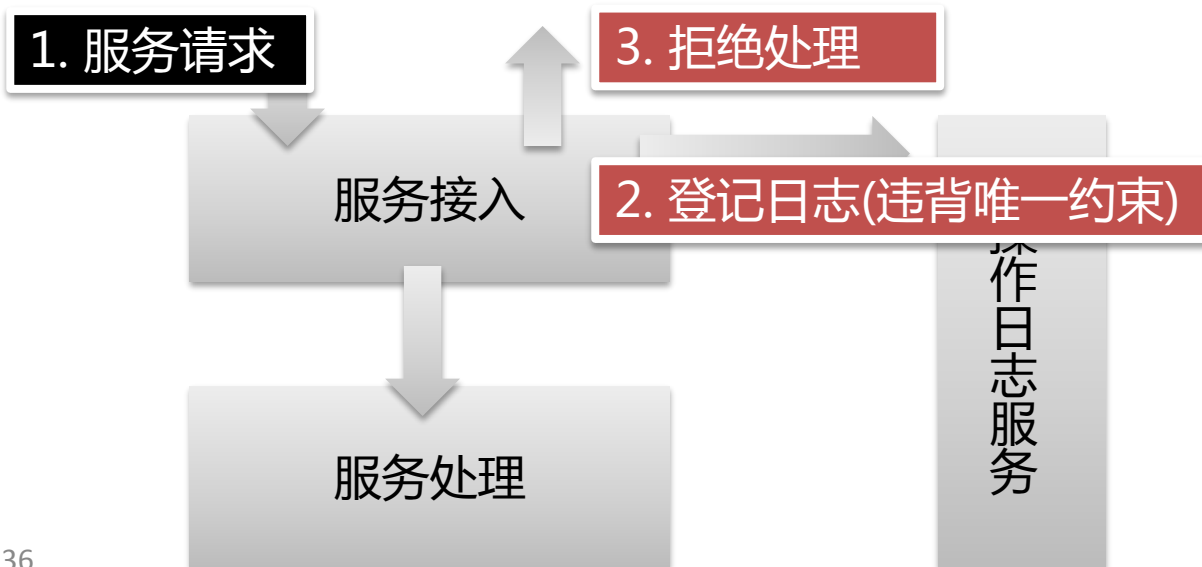 1. 服务请求
3. 拒绝处理
服务接入
2. 登记日志(违背唯一约束)
操作日志服务
服务处理
36